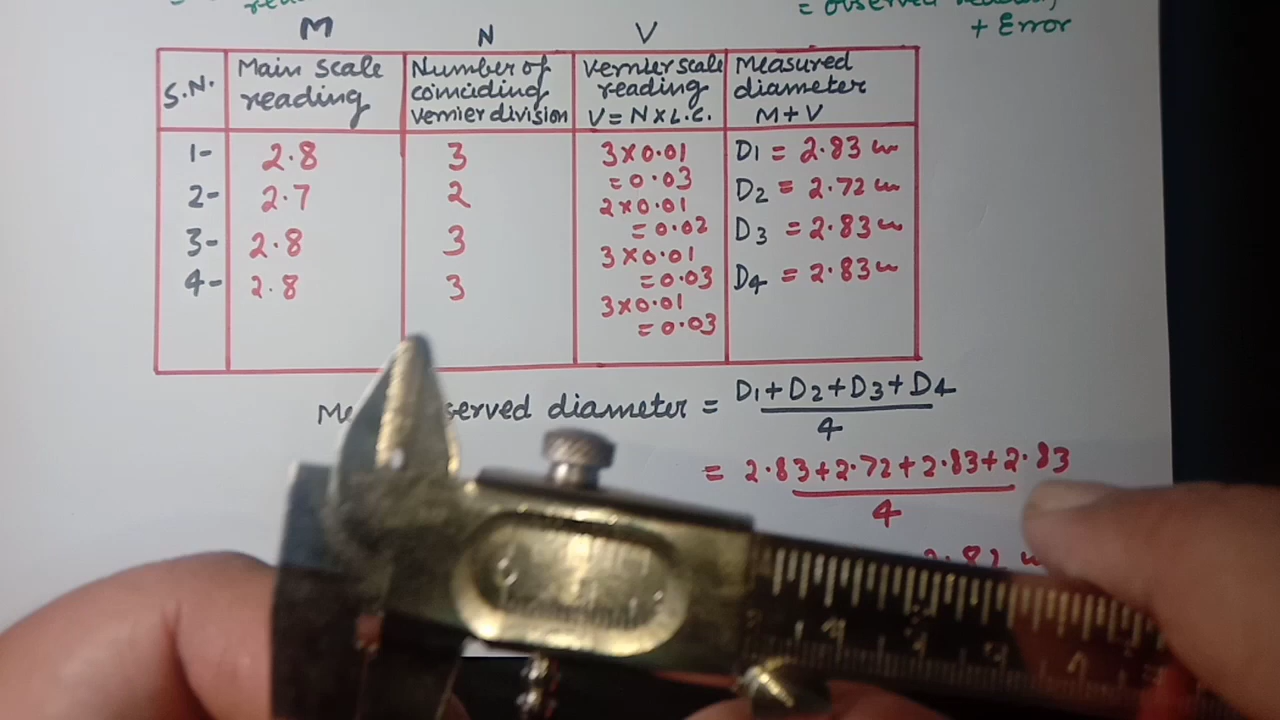 M N V
= observed
+ Error
S.N. Main scale reading
Number of coinciding vernier division
Vernier scale reading V = N x L.C.
Measured diameter M + V
1- 2.8 3 3x0.01 = 0.03 D1 = 2.83 cm
2- 2.7 2 2x0.01 = 0.02 D2 = 2.72 cm
3- 2.8 3 3x0.01 = 0.03 D3 = 2.83 cm
4- 2.8 3 3x0.01 = 0.03 D4 = 2.83 cm
diameter = D1+D2+D3+D4
4
= 2.83+2.72+2.83+2.83
4